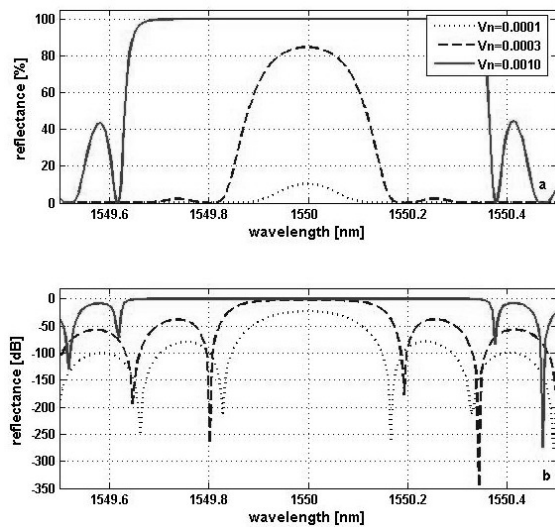 reflectance [%]
100
80
60
40
20
0
Vn=0.0001
Vn=0.0003
Vn=0.0010
a
1549.6
1549.8
1550
1550.2
1550.4
wavelength [nm]
reflectance [dB]
0
-50
-100
-150
-200
-250
-300
-350
b
1549.6
1549.8
1550
1550.2
1550.4
wavelength [nm]